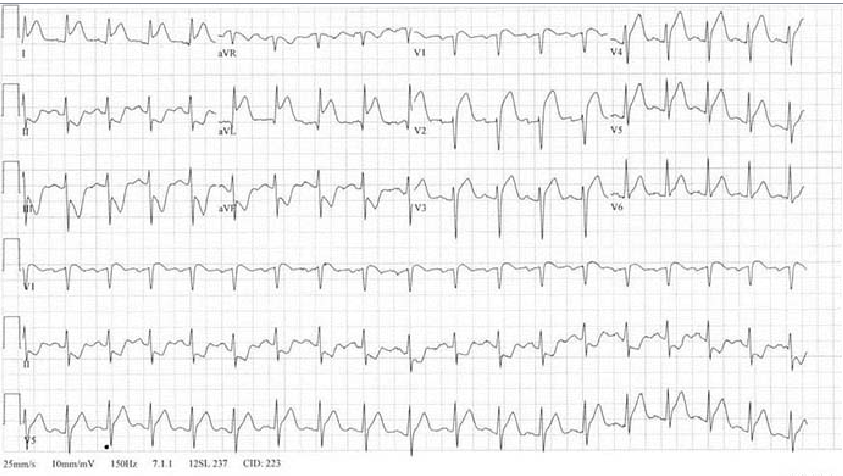 I aVR V1 V4
II aVL V2 V5
III aVF V3 V6
V1
II
V5
25mm/s 10mm/mV 150Hz 7.1.1 12SL 237 CID: 223